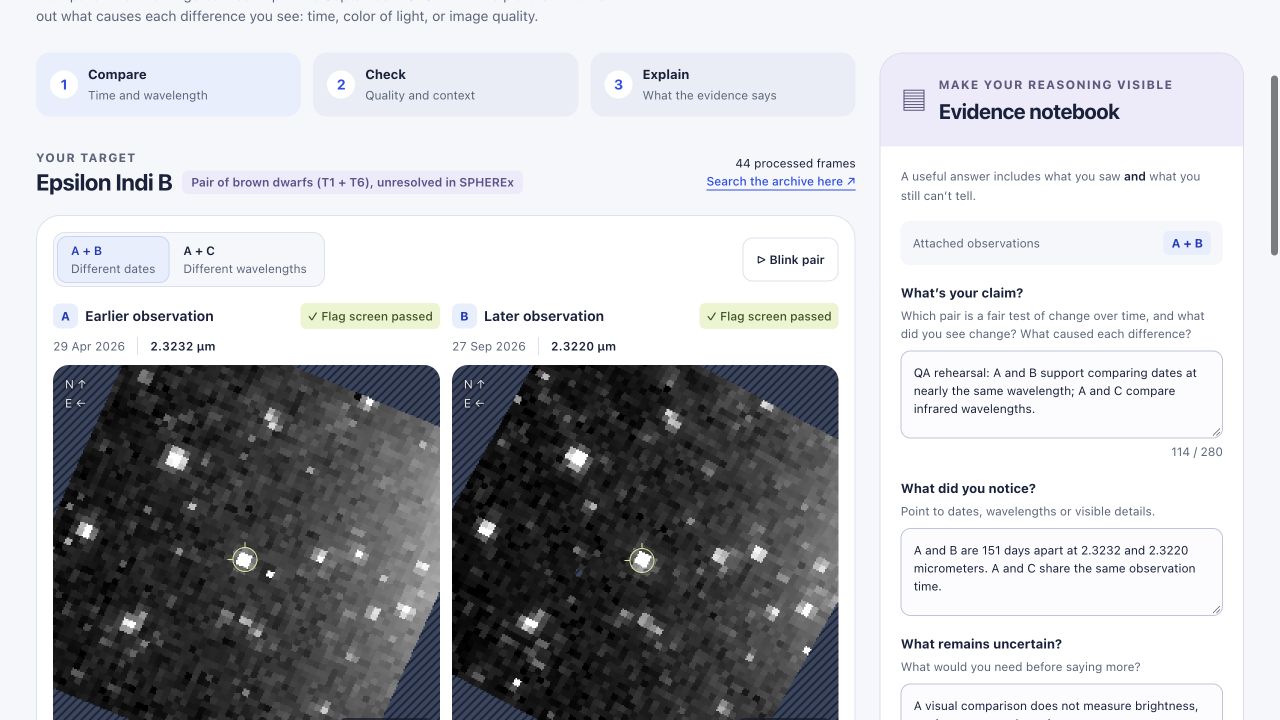 out what causes each difference you see: time, color of light, or image quality.
1
Compare
Time and wavelength
2
Check
Quality and context
3
Explain
What the evidence says
YOUR TARGET
Epsilon Indi B
Pair of brown dwarfs (T1 + T6), unresolved in SPHEREx
44 processed frames
Search the archive here ↗
A + B
Different dates
A + C
Different wavelengths
▷ Blink pair
A
Earlier observation
✓ Flag screen passed
29 Apr 2026
2.3232 µm
N ↑
E ←
B
Later observation
✓ Flag screen passed
27 Sep 2026
2.3220 µm
N ↑
E ←
MAKE YOUR REASONING VISIBLE
Evidence notebook
A useful answer includes what you saw and what you
still can’t tell.
Attached observations
A + B
What’s your claim?
Which pair is a fair test of change over time, and what
did you see change? What caused each difference?
QA rehearsal: A and B support comparing dates at
nearly the same wavelength; A and C compare
infrared wavelengths.
114 / 280
What did you notice?
Point to dates, wavelengths or visible details.
A and B are 151 days apart at 2.3232 and 2.3220
micrometers. A and C share the same observation
time.
What remains uncertain?
What would you need before saying more?
A visual comparison does not measure brightness,